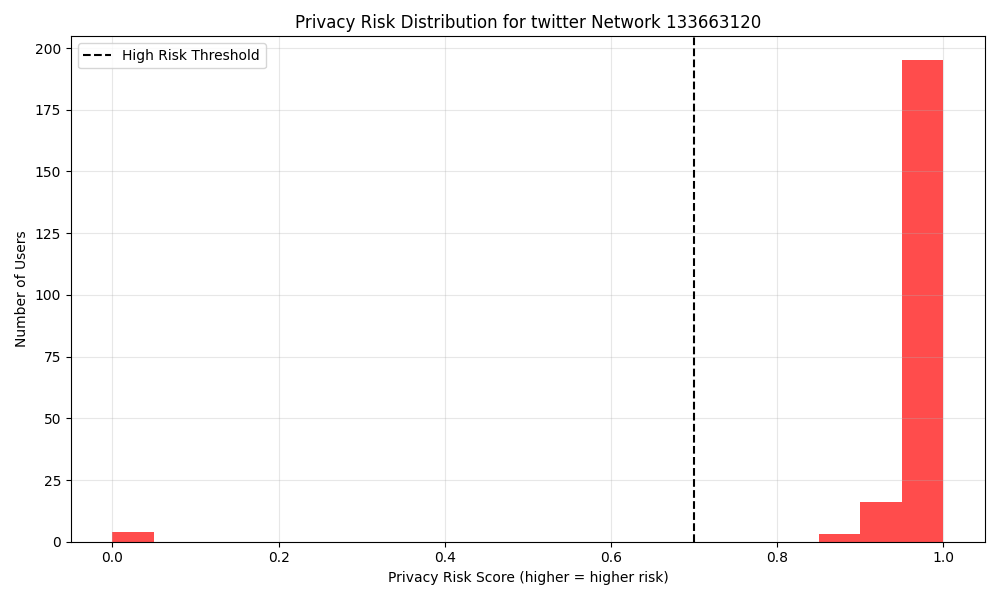 Privacy Risk Distribution for twitter Network 133663120
High Risk Threshold
Number of Users
200
175
150
125
100
75
50
25
0
0.0 0.2 0.4 0.6 0.8 1.0
Privacy Risk Score (higher = higher risk)